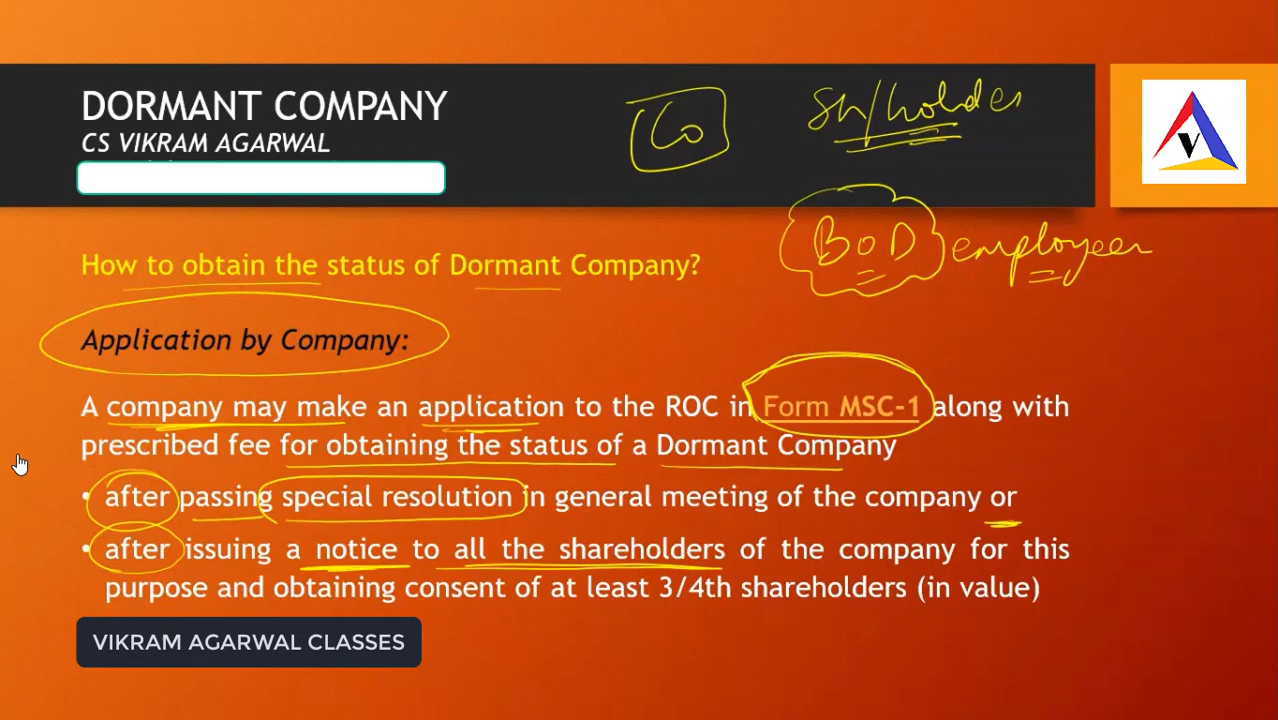 DORMANT COMPANY
CS VIKRAM AGARWAL
Co
Sh/holder
BOD employees
V
How to obtain the status of Dormant Company?
Application by Company:
A company may make an application to the ROC in Form MSC-1 along with
prescribed fee for obtaining the status of a Dormant Company
• after passing special resolution in general meeting of the company or
• after issuing a notice to all the shareholders of the company for this
purpose and obtaining consent of at least 3/4th shareholders (in value)
VIKRAM AGARWAL CLASSES